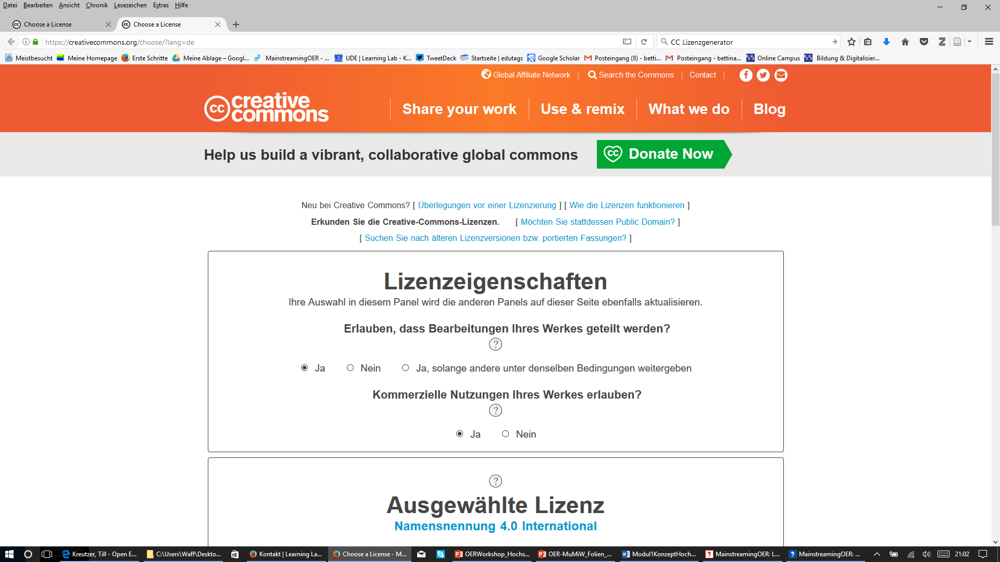 Datei Bearbeiten Ansicht Chronik Lesezeichen Extras Hilfe
Choose a License Choose a License
https://creativecommons.org/choose/?lang=de CC Lizenzgenerator
Meistbesucht Meine Homepage Erste Schritte Meine Ablage – Googl... MainstreamingOER - ... UDE | Learning Lab - K... TweetDeck Startseite | edutags Google Scholar Posteingang (8) - betti... Posteingang - bettina... Online Campus Bildung & Digitalisier...
Global Affiliate Network | Search the Commons | Contact |
cc creative commons
Share your work Use & remix What we do Blog
Help us build a vibrant, collaborative global commons cc Donate Now
Neu bei Creative Commons? [ Überlegungen vor einer Lizenzierung ] [ Wie die Lizenzen funktionieren ]
Erkunden Sie die Creative-Commons-Lizenzen. [ Möchten Sie stattdessen Public Domain? ]
[ Suchen Sie nach älteren Lizenzversionen bzw. portierten Fassungen? ]
Lizenzeigenschaften
Ihre Auswahl in diesem Panel wird die anderen Panels auf dieser Seite ebenfalls aktualisieren.
Erlauben, dass Bearbeitungen Ihres Werkes geteilt werden?
?
Ja Nein Ja, solange andere unter denselben Bedingungen weitergeben
Kommerzielle Nutzungen Ihres Werkes erlauben?
?
Ja Nein
?
Ausgewählte Lizenz
Namensnennung 4.0 International
Kreutzer, Till - Open E... C:\Users\Waff\Deskto... Kontakt | Learning La... Choose a License - M... OERWorkshop_Hochs... OER-MuMiW_Folien_... Modul1KonzeptHoch... MainstreamingOER: L... MainstreamingOER: ... 21:02